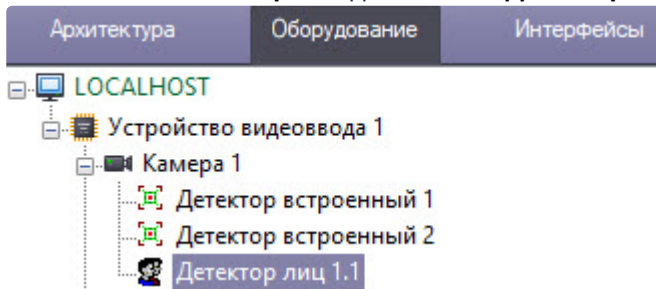 Архитектура Оборудование Интерфейсы
LOCALHOST
Устройство видеоввода 1
Камера 1
Детектор встроенный 1
Детектор встроенный 2
Детектор лиц 1.1